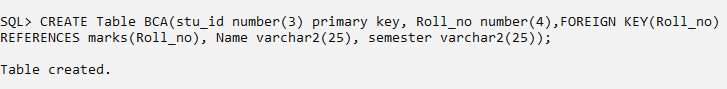 SQL> CREATE Table BCA(stu_id number(3) primary key, Roll_no number(4),FOREIGN KEY(Roll_no)
REFERENCES marks(Roll_no), Name varchar2(25), semester varchar2(25));
Table created.